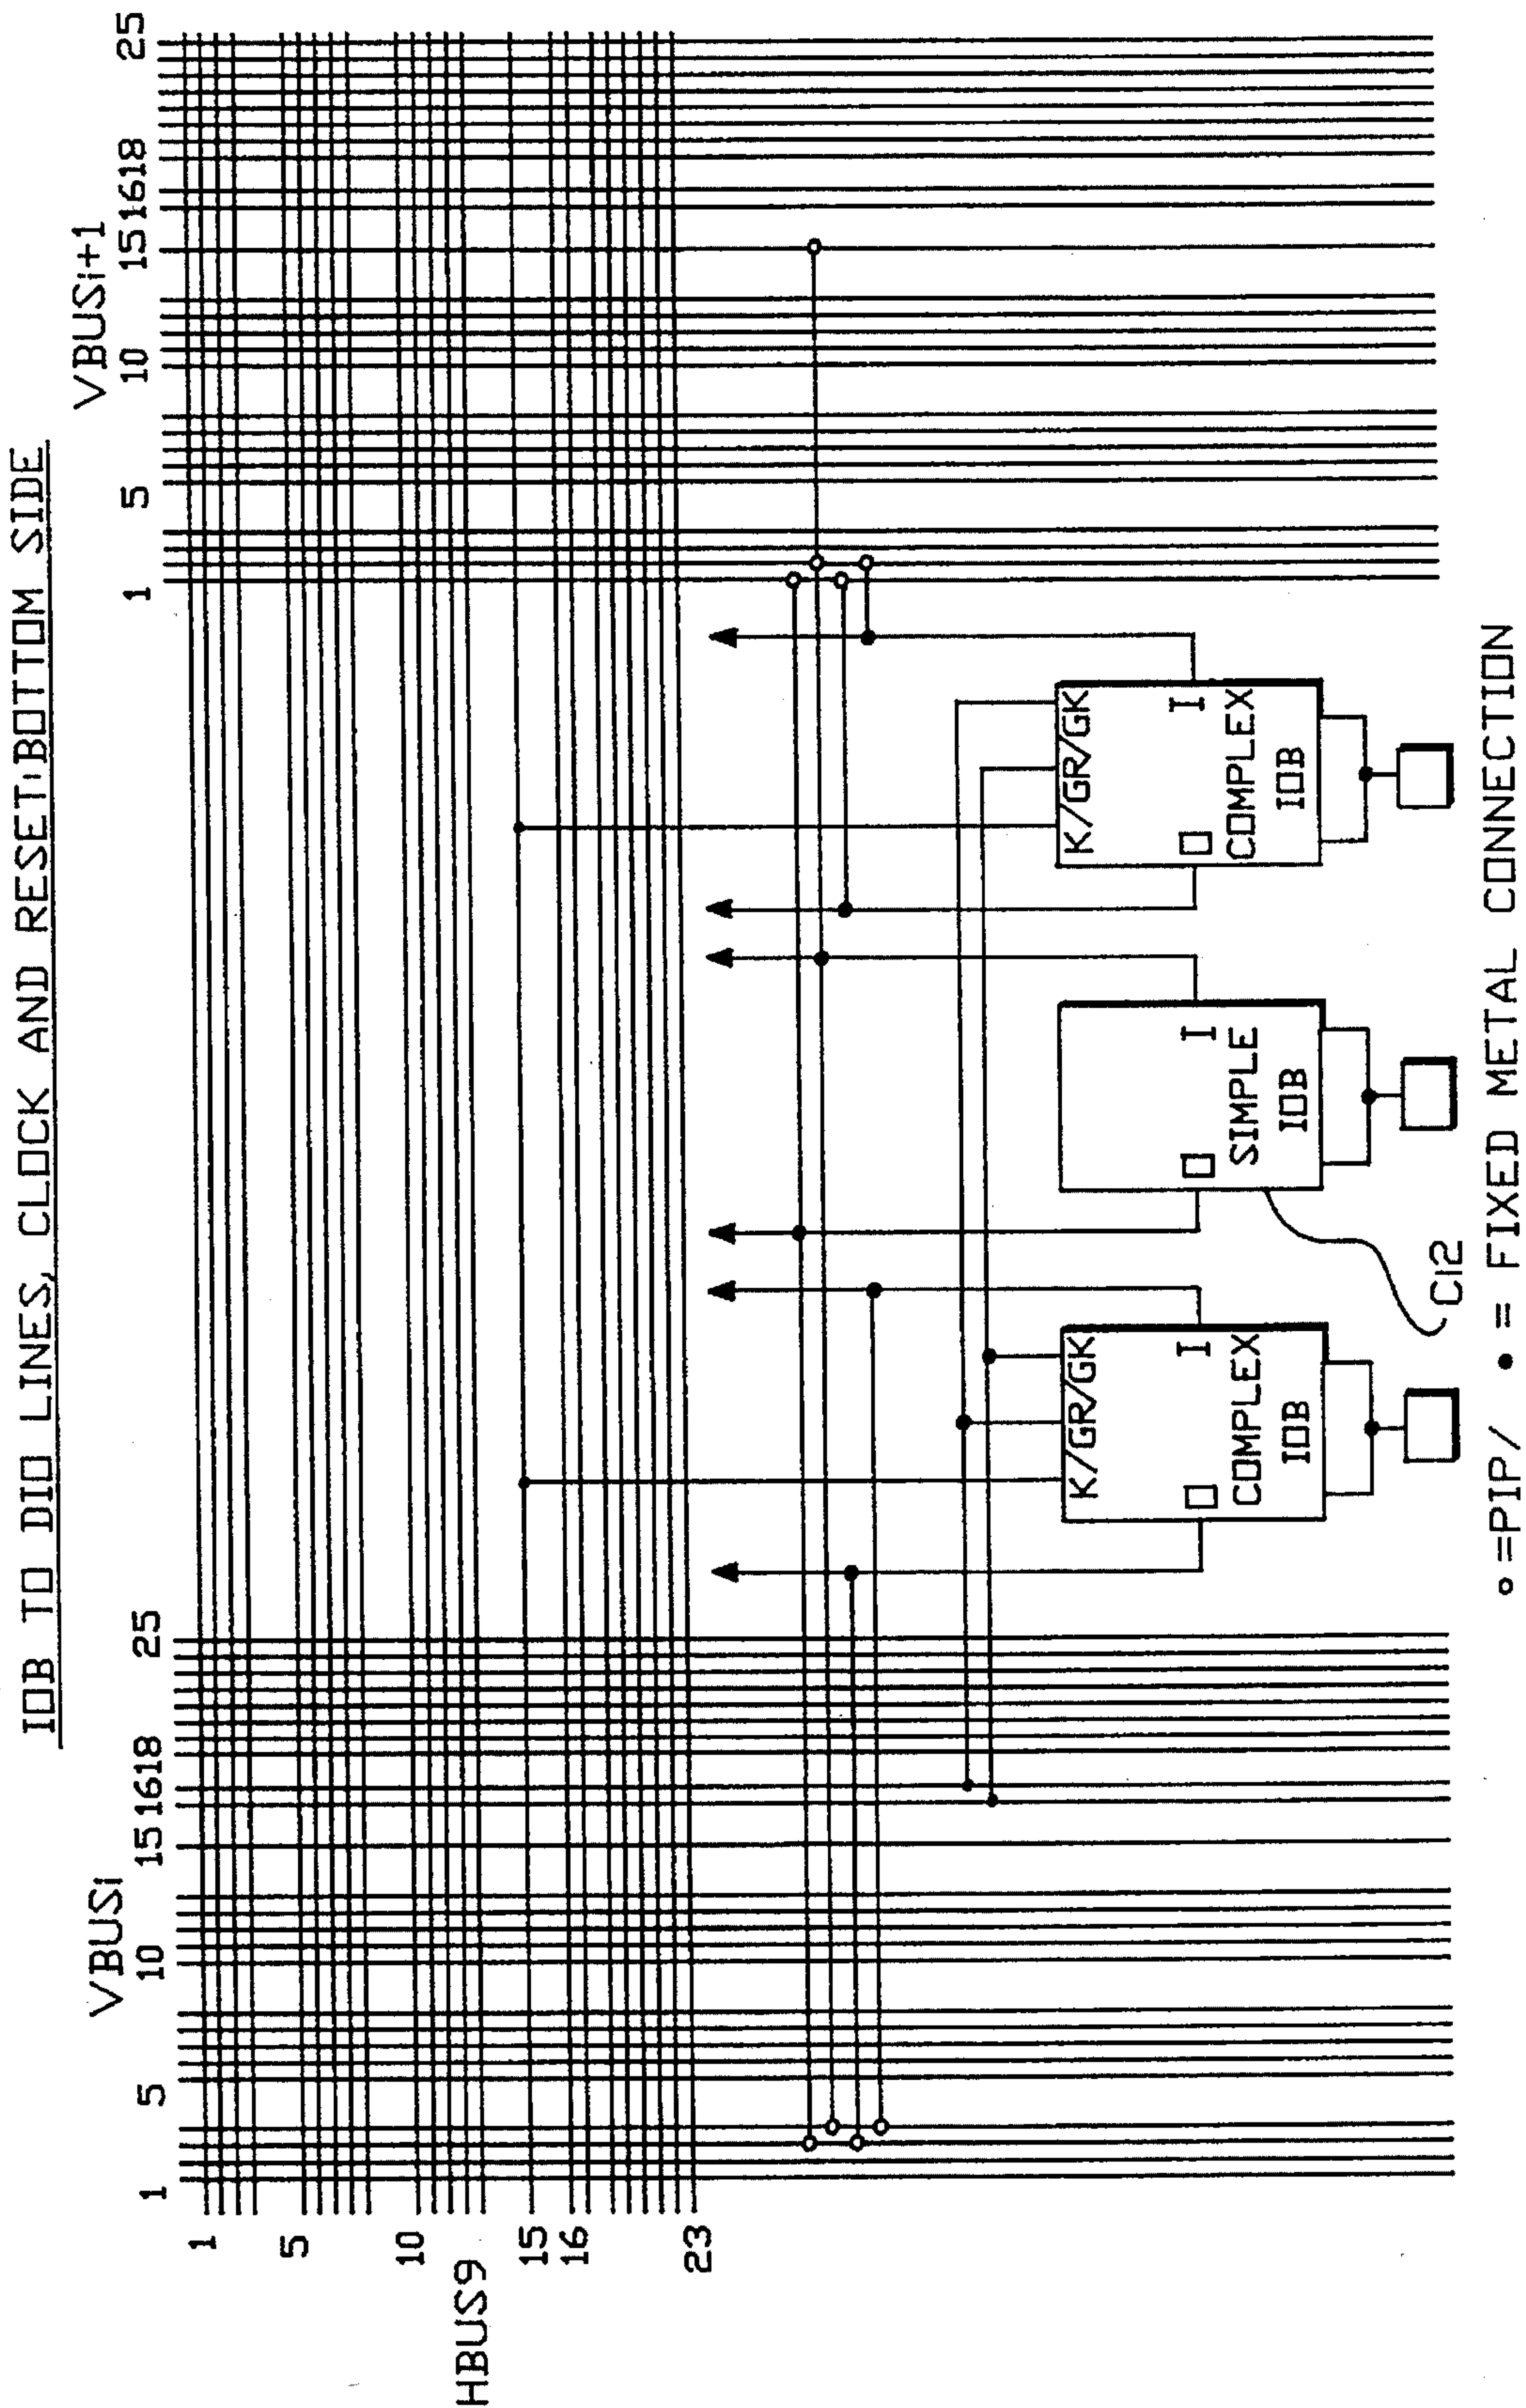 IOB TO DIO LINES, CLOCK AND RESET:BOTTOM SIDE
VBUSi
VBUSi+1
1 5 10 15 16 18 25
1 5 10 15 16 18 25
1
5
10
HBUS9
15
16
23
K/GR/GK
O I
COMPLEX
IOB
O I
SIMPLE
IOB
K/GR/GK
O I
COMPLEX
IOB
Ci2
o =PIP/ ● = FIXED METAL CONNECTION